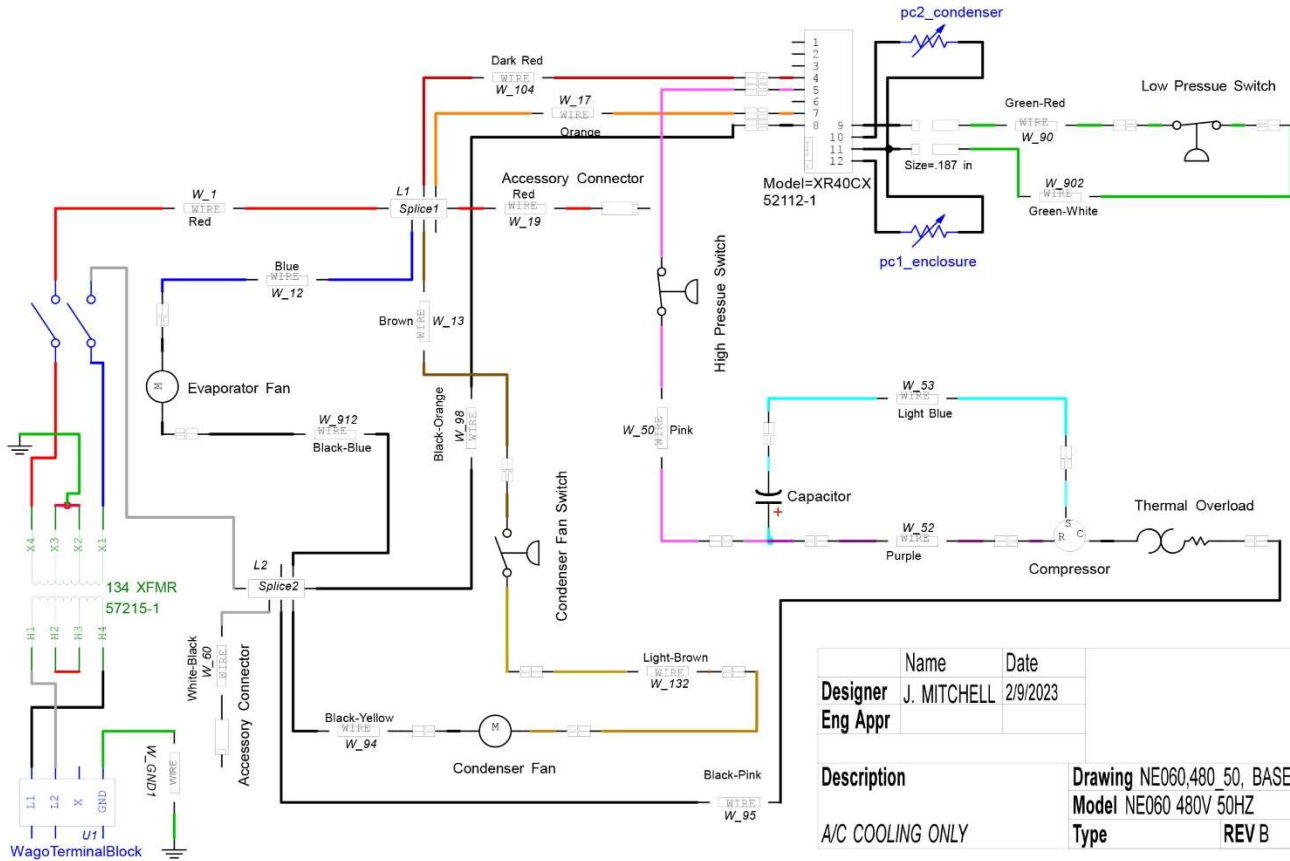 pc2_condenser
1
2
3
4
5
6
7
8
9
10
11
12
Model=XR40CX
52112-1
pc1_enclosure
Dark Red
WIRE
W_104
W_17
WIRE
Orange
Low Pressue Switch
Green-Red
WIRE
W_90
Size=.187 in
W_902
WIRE
Green-White
W_1
WIRE
Red
L1
Splice1
Accessory Connector
Red
WIRE
W_19
Blue
WIRE
W_12
Brown
WIRE
W_13
High Pressue Switch
M
Evaporator Fan
W_912
WIRE
Black-Blue
Black-Orange
W_98
WIRE
W_50
WIRE
Pink
W_53
WIRE
Light Blue
Capacitor
+
W_52
WIRE
Purple
S
R
C
Compressor
Thermal Overload
Condenser Fan Switch
X4
X3
X2
X1
134 XFMR
57215-1
H1
H2
H3
H4
L2
Splice2
White-Black
W_60
WIRE
Accessory Connector
Light-Brown
WIRE
W_132
Black-Yellow
WIRE
W_94
M
Condenser Fan
Black-Pink
WIRE
W_95
W_GND1
WIRE
L1
L2
X
GND
U1
WagoTerminalBlock
Name Date
Designer J. MITCHELL 2/9/2023
Eng Appr
Description Drawing NE060,480_50, BASE
Model NE060 480V 50HZ
A/C COOLING ONLY Type REV B